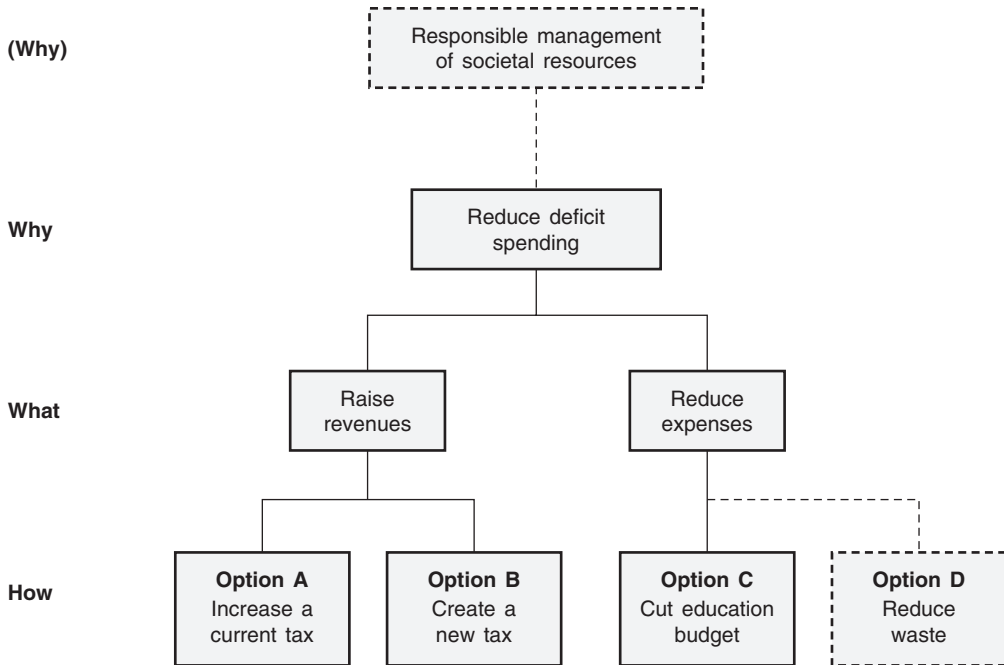 (Why)
Responsible management
of societal resources
Why
Reduce deficit
spending
What
Raise
revenues
Reduce
expenses
How
Option A
Increase a
current tax
Option B
Create a
new tax
Option C
Cut education
budget
Option D
Reduce
waste